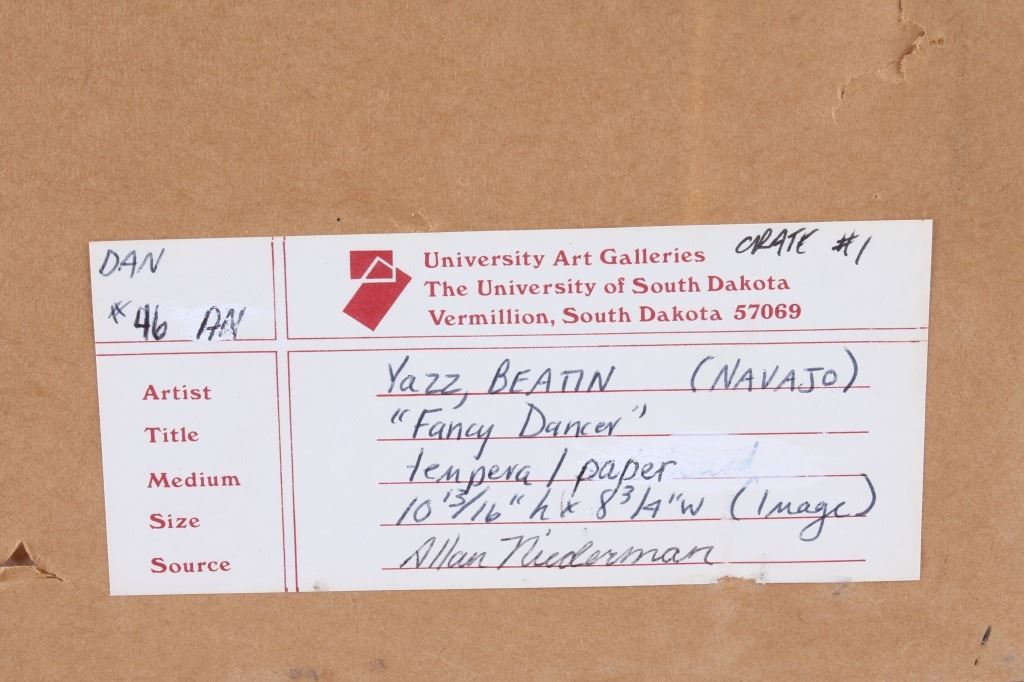 DAN
#46 AN
University Art Galleries
The University of South Dakota
Vermillion, South Dakota 57069
CRATE #1
Artist Yazz, BEATIN (NAVAJO)
Title "Fancy Dancer"
Medium tempera / paper
Size 10 13/16" h x 8 3/4" w (Image)
Source Allan Niederman